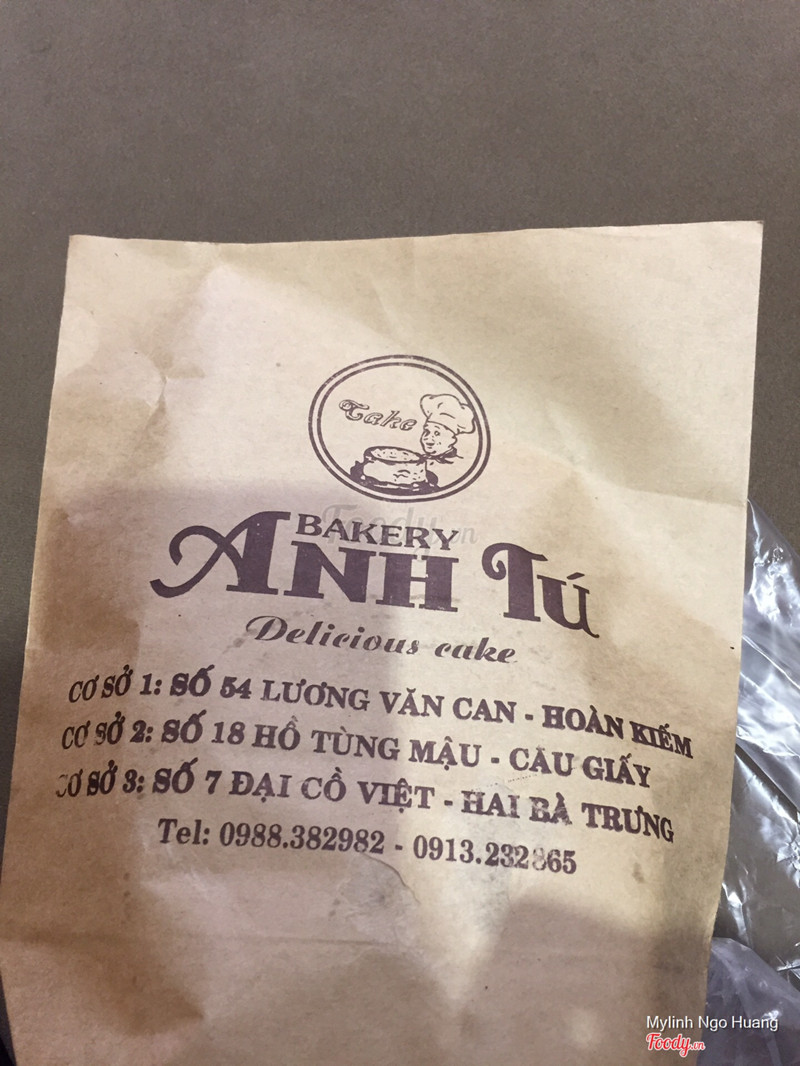 Cake
BAKERY
ANH TÚ
Delicious cake
CƠ SỞ 1: SỐ 54 LƯƠNG VĂN CAN - HOÀN KIẾM
CƠ SỞ 2: SỐ 18 HỒ TÙNG MẬU - CẦU GIẤY
CƠ SỞ 3: SỐ 7 ĐẠI CỒ VIỆT - HAI BÀ TRƯNG
Tel: 0988.382982 - 0913.232865
Foody.vn
Mylinh Ngo Huang
Foody.vn